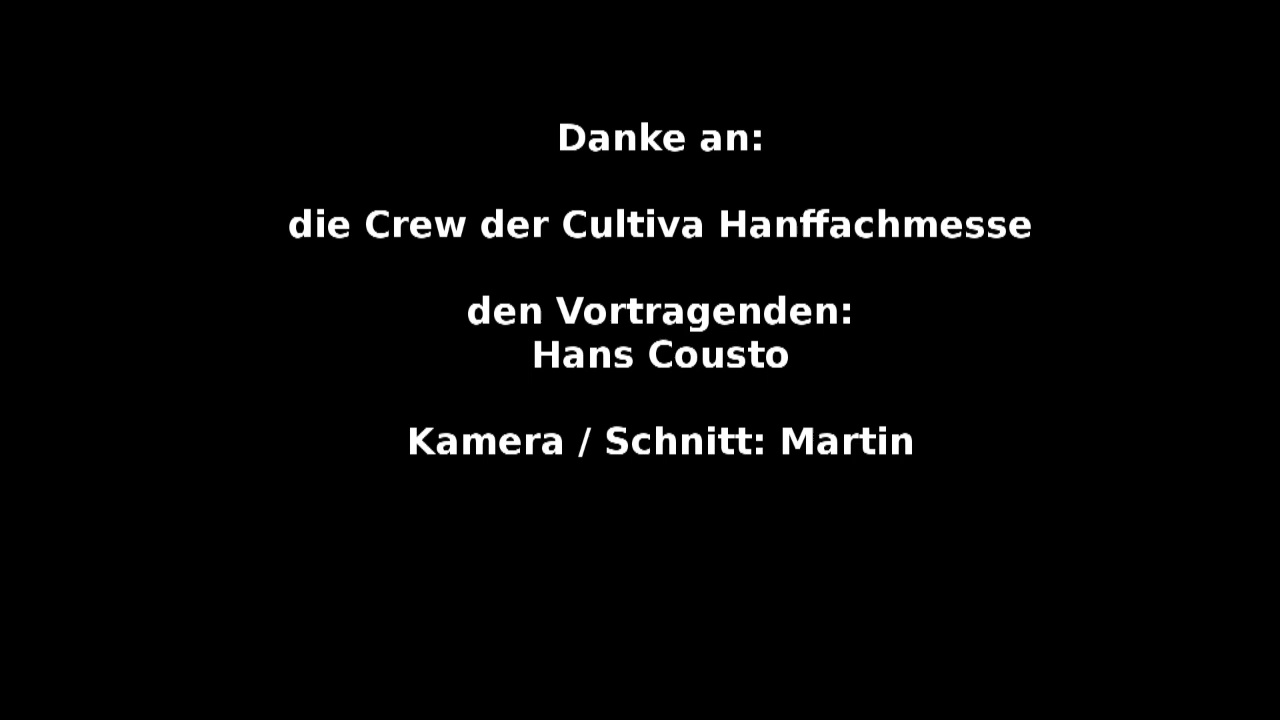 Danke an:
die Crew der Cultiva Hanffachmesse
den Vortragenden:
Hans Cousto
Kamera / Schnitt: Martin